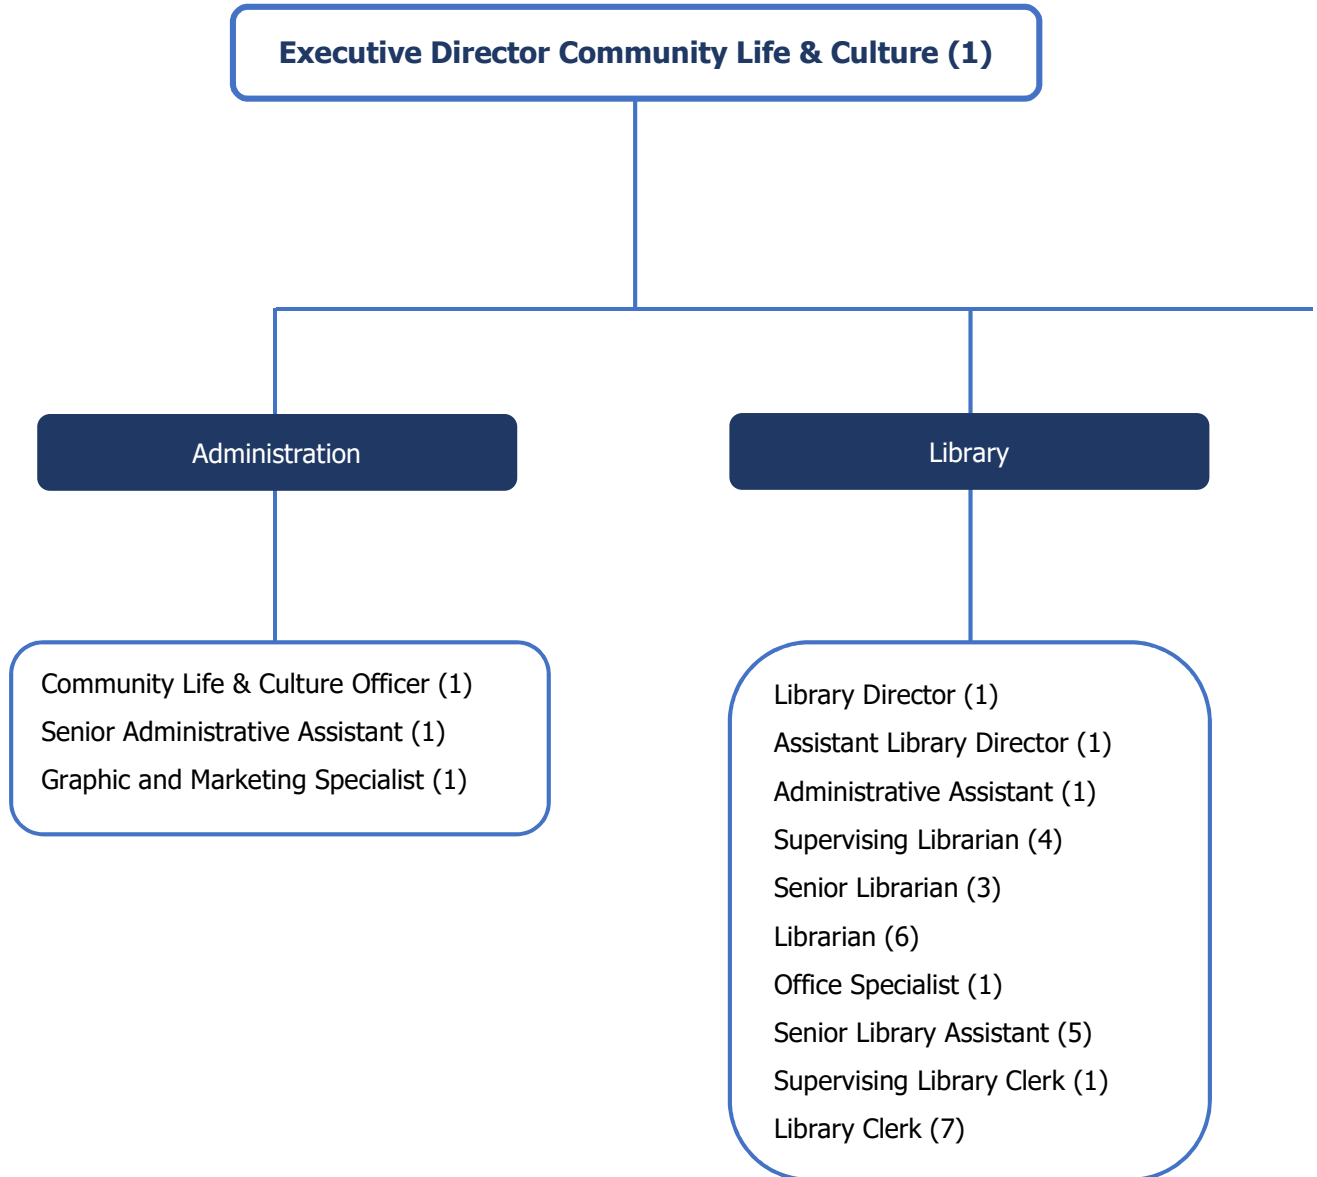 Executive Director Community Life & Culture (1)
Administration
Library
Community Life & Culture Officer (1)
Senior Administrative Assistant (1)
Graphic and Marketing Specialist (1)
Library Director (1)
Assistant Library Director (1)
Administrative Assistant (1)
Supervising Librarian (4)
Senior Librarian (3)
Librarian (6)
Office Specialist (1)
Senior Library Assistant (5)
Supervising Library Clerk (1)
Library Clerk (7)